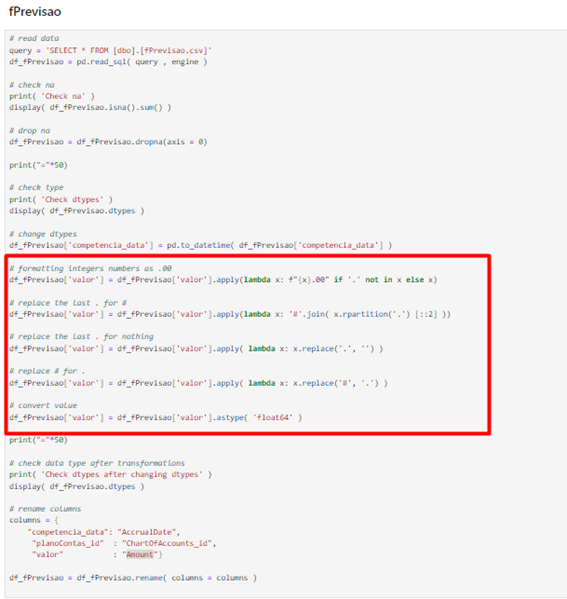 fPrevisao
# read data
query = 'SELECT * FROM [dbo].[fPrevisao.csv]'
df_fPrevisao = pd.read_sql( query , engine )
# check na
print( 'Check na' )
display( df_fPrevisao.isna().sum() )
# drop na
df_fPrevisao = df_fPrevisao.dropna(axis = 0)
print("="*50)
# check type
print( 'Check dtypes' )
display( df_fPrevisao.dtypes )
# change dtypes
df_fPrevisao['competencia_data'] = pd.to_datetime( df_fPrevisao['competencia_data'] )
# formatting integers numbers as .00
df_fPrevisao['valor'] = df_fPrevisao['valor'].apply(lambda x: f"{x}.00" if '.' not in x else x)
# replace the last . for #
df_fPrevisao['valor'] = df_fPrevisao['valor'].apply(lambda x: '#'.join( x.rpartition('.') [::2] ))
# replace the last . for nothing
df_fPrevisao['valor'] = df_fPrevisao['valor'].apply( lambda x: x.replace('.', '') )
# replace # for .
df_fPrevisao['valor'] = df_fPrevisao['valor'].apply( lambda x: x.replace('#', '.') )
# convert value
df_fPrevisao['valor'] = df_fPrevisao['valor'].astype( 'float64' )
print("="*50)
# check data type after transformations
print( 'Check dtypes after changing dtypes' )
display( df_fPrevisao.dtypes )
# rename columns
columns = {
"competencia_data": "AccrualDate",
"planoContas_id" : "ChartOfAccounts_id",
"valor" : "Amount"}
df_fPrevisao = df_fPrevisao.rename( columns = columns )